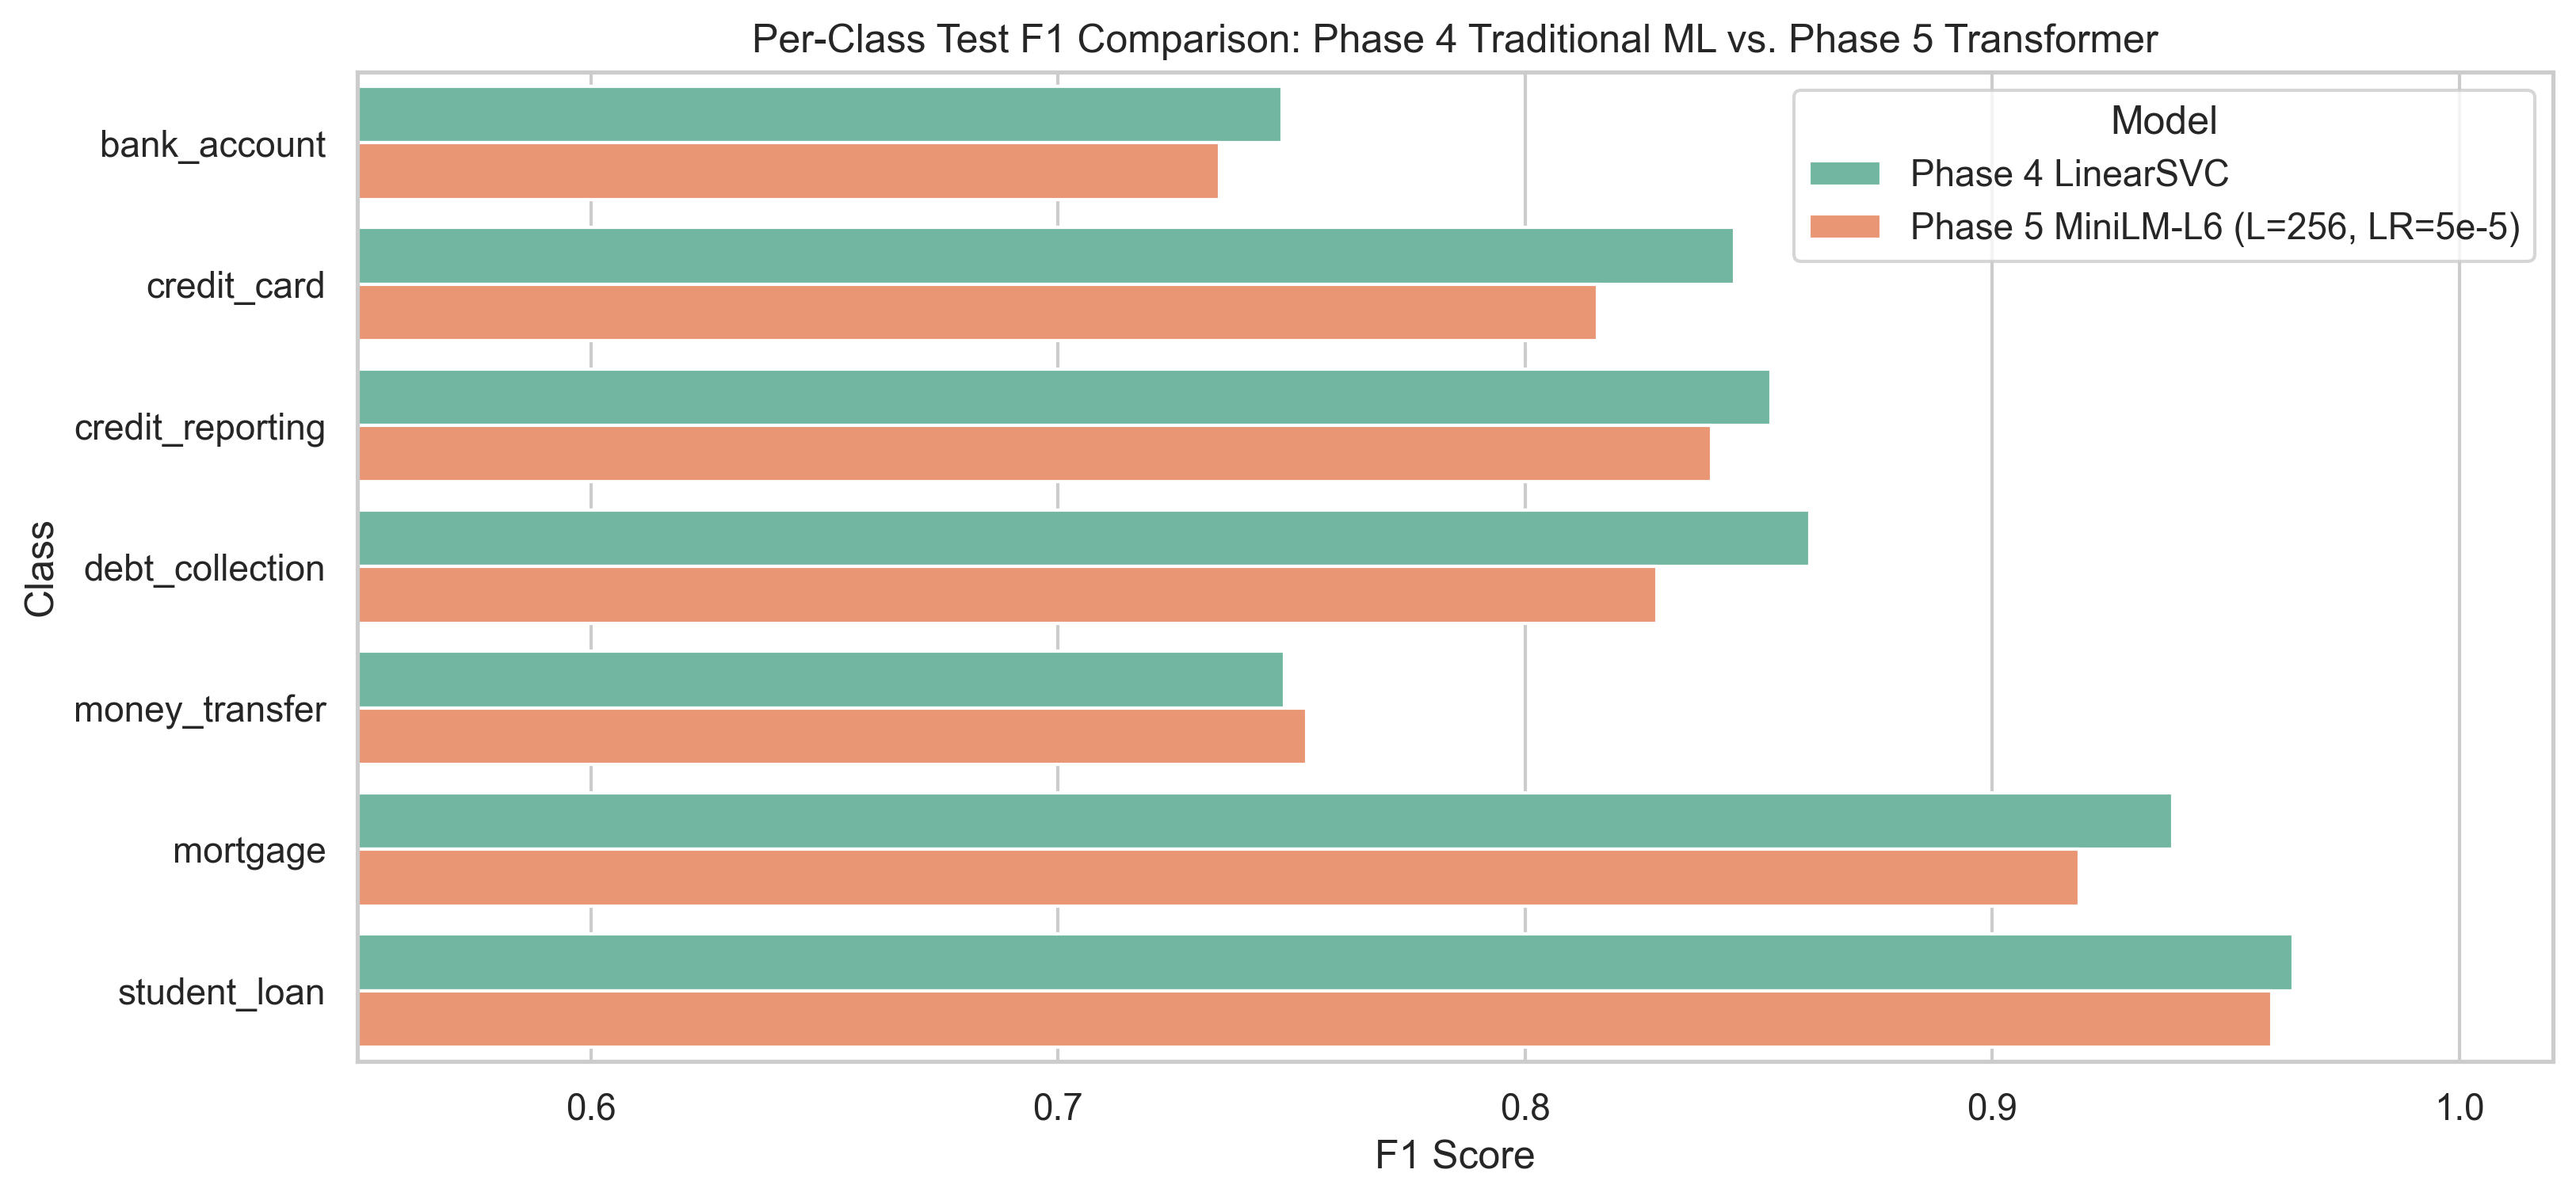 Per-Class Test F1 Comparison: Phase 4 Traditional ML vs. Phase 5 Transformer
Model
Phase 4 LinearSVC
Phase 5 MiniLM-L6 (L=256, LR=5e-5)
Class
bank_account
credit_card
credit_reporting
debt_collection
money_transfer
mortgage
student_loan
0.6 0.7 0.8 0.9 1.0
F1 Score